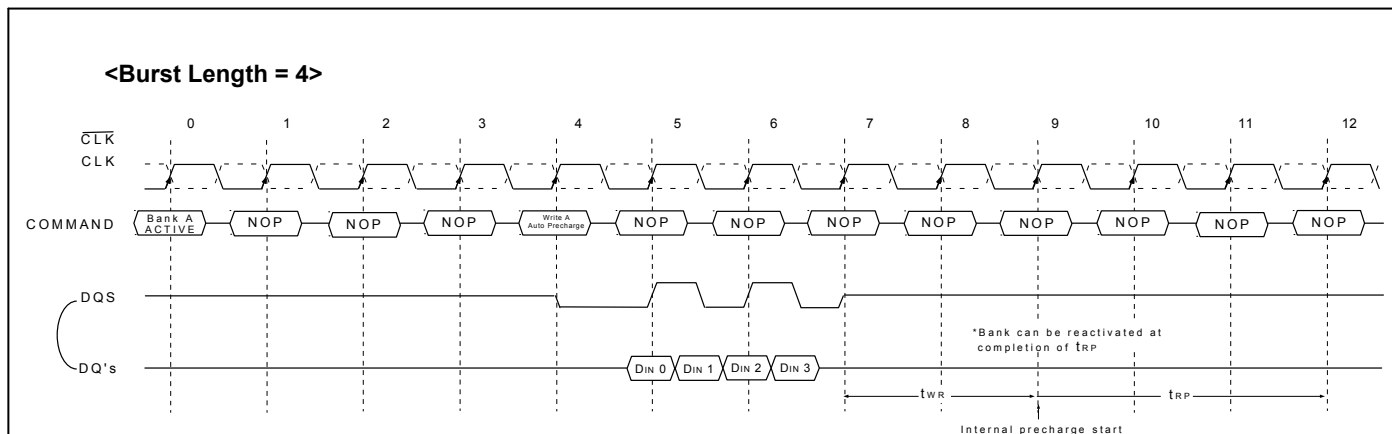 <Burst Length = 4>
0 1 2 3 4 5 6 7 8 9 10 11 12
CLK
CLK
COMMAND
Bank A
ACTIVE
NOP
NOP
NOP
Write A
Auto Precharge
NOP
NOP
NOP
NOP
NOP
NOP
NOP
NOP
DQS
*Bank can be reactivated at
completion of tRP
DQ's
DIN 0 DIN 1 DIN 2 DIN 3
tWR
tRP
Internal precharge start